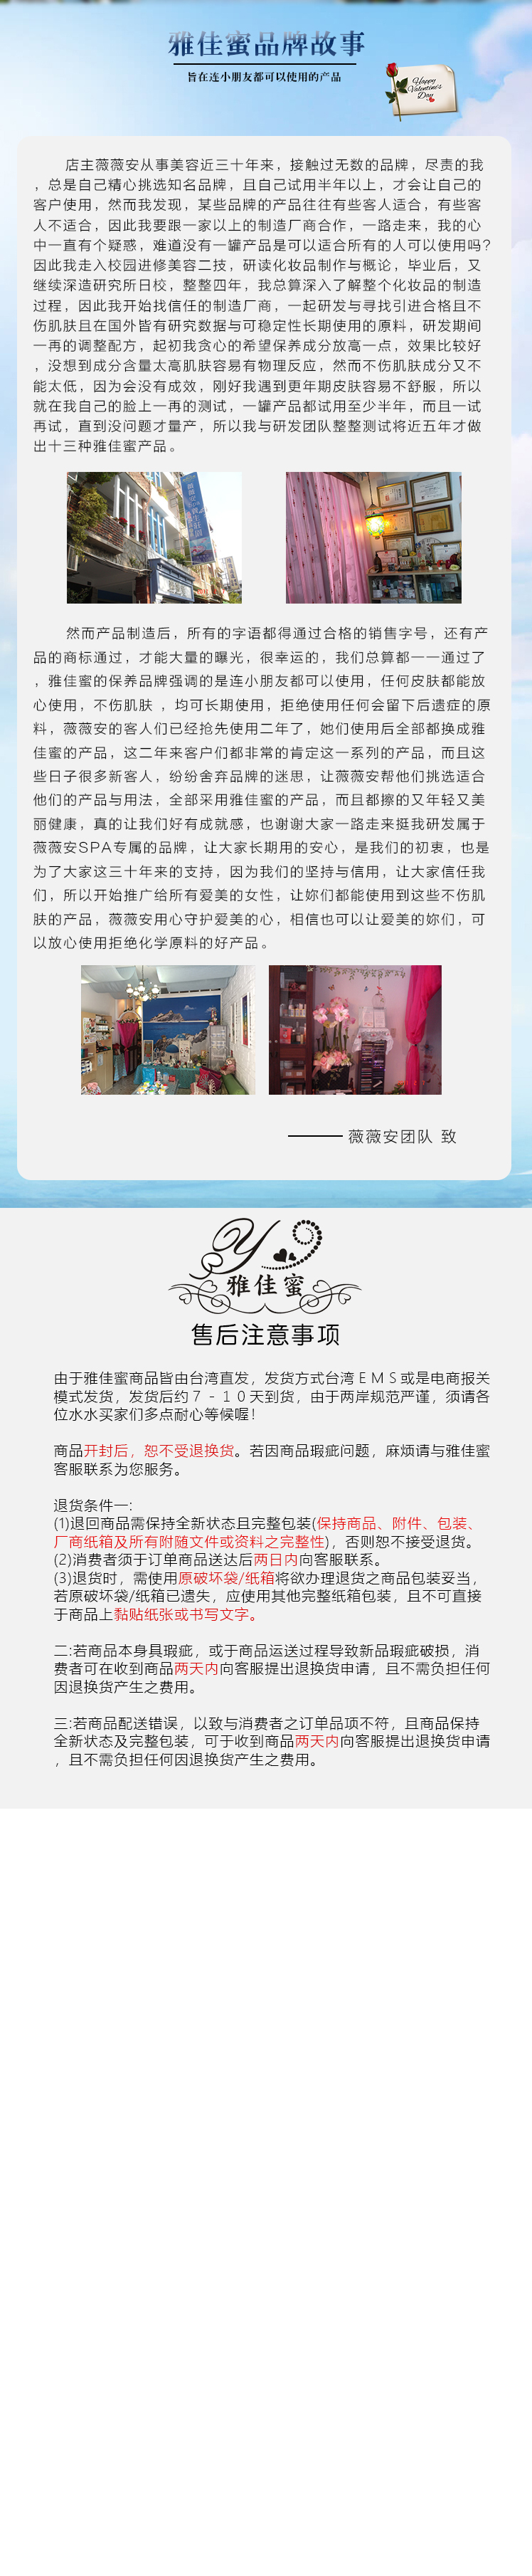 雅佳蜜品牌故事
旨在连小朋友都可以使用的产品
Happy
Valentine's
Day
店主薇薇安从事美容近三十年来，接触过无数的品牌，尽责的我
，总是自己精心挑选知名品牌，且自己试用半年以上，才会让自己的
客户使用，然而我发现，某些品牌的产品往往有些客人适合，有些客
人不适合，因此我要跟一家以上的制造厂商合作，一路走来，我的心
中一直有个疑惑，难道没有一罐产品是可以适合所有的人可以使用吗?
因此我走入校园进修美容二技，研读化妆品制作与概论，毕业后，又
继续深造研究所日校，整整四年，我总算深入了解整个化妆品的制造
过程，因此我开始找信任的制造厂商，一起研发与寻找引进合格且不
伤肌肤且在国外皆有研究数据与可稳定性长期使用的原料，研发期间
一再的调整配方，起初我贪心的希望保养成分放高一点，效果比较好
，没想到成分含量太高肌肤容易有物理反应，然而不伤肌肤成分又不
能太低，因为会没有成效，刚好我遇到更年期皮肤容易不舒服，所以
就在我自己的脸上一再的测试，一罐产品都试用至少半年，而且一试
再试，直到没问题才量产，所以我与研发团队整整测试将近五年才做
出十三种雅佳蜜产品。
然而产品制造后，所有的字语都得通过合格的销售字号，还有产
品的商标通过，才能大量的曝光，很幸运的，我们总算都一一通过了
，雅佳蜜的保养品牌强调的是连小朋友都可以使用，任何皮肤都能放
心使用，不伤肌肤 ，均可长期使用，拒绝使用任何会留下后遗症的原
料，薇薇安的客人们已经抢先使用二年了，她们使用后全部都换成雅
佳蜜的产品，这二年来客户们都非常的肯定这一系列的产品，而且这
些日子很多新客人，纷纷舍弃品牌的迷思，让薇薇安帮他们挑选适合
他们的产品与用法，全部采用雅佳蜜的产品，而且都擦的又年轻又美
丽健康，真的让我们好有成就感，也谢谢大家一路走来挺我研发属于
薇薇安SPA专属的品牌，让大家长期用的安心，是我们的初衷，也是
为了大家这三十年来的支持，因为我们的坚持与信用，让大家信任我
们，所以开始推广给所有爱美的女性，让妳们都能使用到这些不伤肌
肤的产品，薇薇安用心守护爱美的心，相信也可以让爱美的妳们，可
以放心使用拒绝化学原料的好产品。
薇薇安团队 致
雅佳蜜
售后注意事项
由于雅佳蜜商品皆由台湾直发，发货方式台湾ＥＭＳ或是电商报关
模式发货，发货后约７－１０天到货，由于两岸规范严谨，须请各
位水水买家们多点耐心等候喔！
商品开封后，恕不受退换货。若因商品瑕疵问题，麻烦请与雅佳蜜
客服联系为您服务。
退货条件一:
(1)退回商品需保持全新状态且完整包装(保持商品、附件、包装、
厂商纸箱及所有附随文件或资料之完整性)，否则恕不接受退货。
(2)消费者须于订单商品送达后两日内向客服联系。
(3)退货时，需使用原破坏袋/纸箱将欲办理退货之商品包装妥当，
若原破坏袋/纸箱已遗失，应使用其他完整纸箱包装，且不可直接
于商品上黏贴纸张或书写文字。
二:若商品本身具瑕疵，或于商品运送过程导致新品瑕疵破损，消
费者可在收到商品两天内向客服提出退换货申请，且不需负担任何
因退换货产生之费用。
三:若商品配送错误，以致与消费者之订单品项不符，且商品保持
全新状态及完整包装，可于收到商品两天内向客服提出退换货申请
，且不需负担任何因退换货产生之费用。